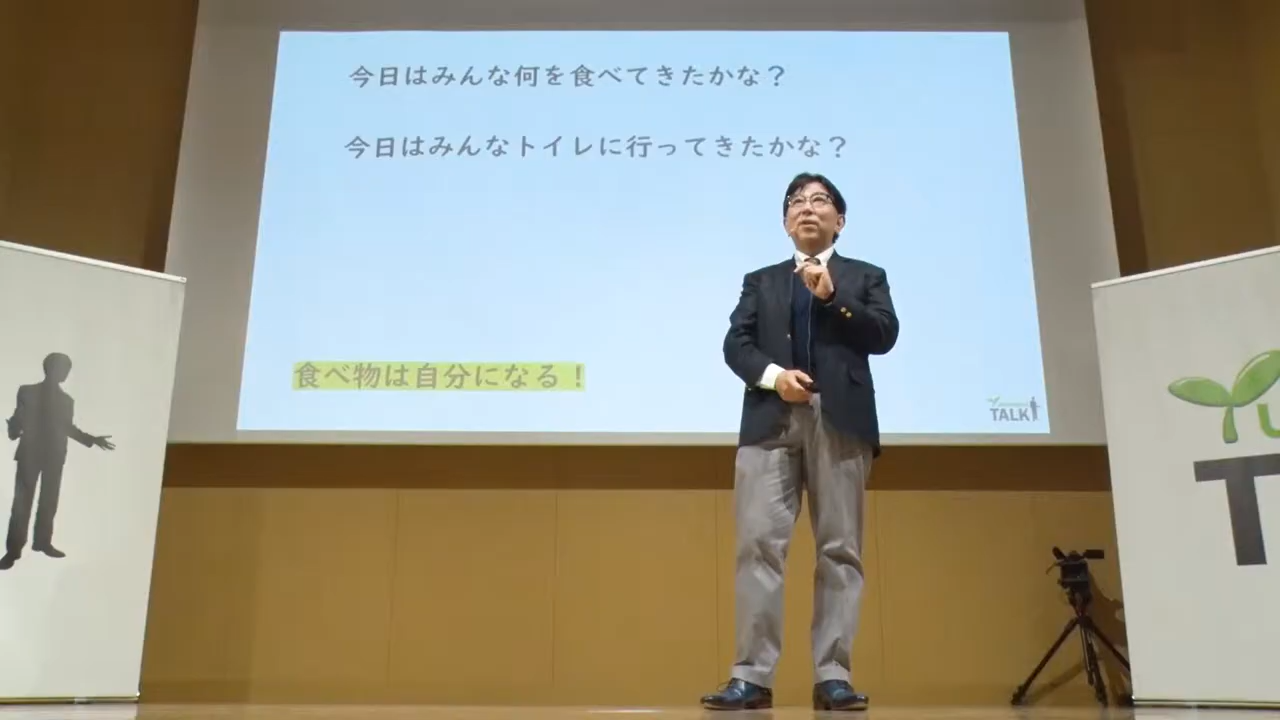 今日はみんな何を食べてきたかな？
今日はみんなトイレに行ってきたかな？
食べ物は自分になる！
TALK